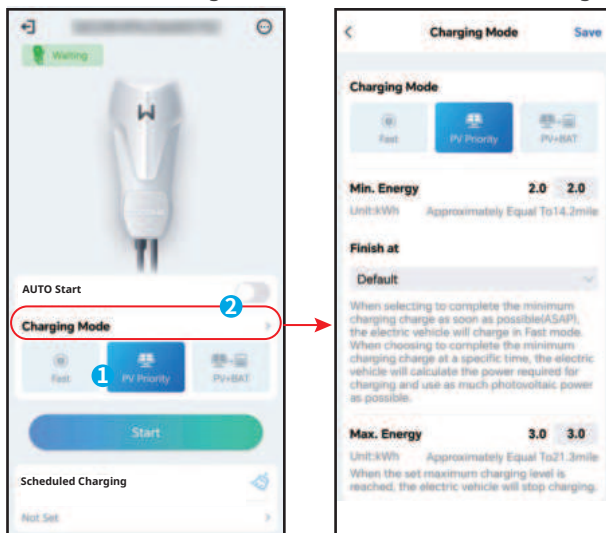 Waiting
AUTO Start
2
Charging Mode
1
Fast
PV Priority
PV+BAT
Start
Scheduled Charging
Not Set
Charging Mode
Save
Charging Mode
Fast
PV Priority
PV+BAT
Min. Energy 2.0 2.0
Unit:kWh Approximately Equal To14.2mile
Finish at
Default
When selecting to complete the minimum
charging charge as soon as possible(ASAP),
the electric vehicle will charge in Fast mode.
When choosing to complete the minimum
charging charge at a specific time, the electric
vehicle will calculate the power required for
charging and use as much photovoltaic power
as possible.
Max. Energy 3.0 3.0
Unit:kWh Approximately Equal To21.3mile
When the set maximum charging level is
reached, the electric vehicle will stop charging.